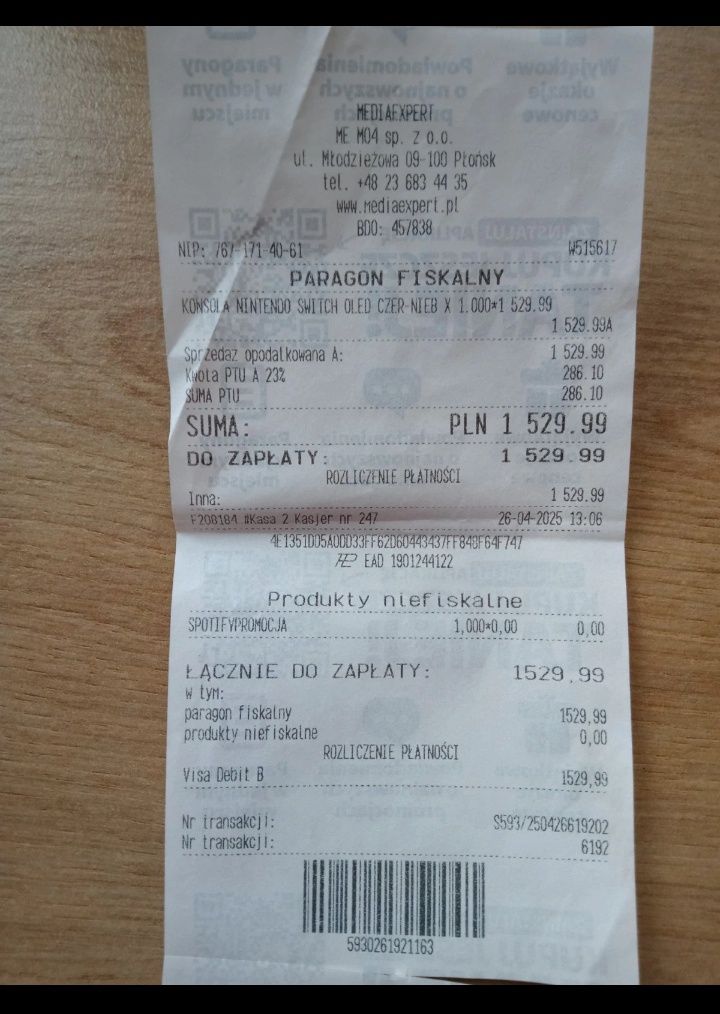 MEDIAEXPERT
ME M04 sp. z o.o.
ul. Młodzieżowa 09-100 Płońsk
tel. +48 23 683 44 35
www.mediaexpert.pl
BDO: 457838
NIP: 767-171-40-61 W515617
PARAGON FISKALNY
KONSOLA NINTENDO SWITCH OLED CZER-NIEB X 1.000*1 529.99
1 529.99A
Sprzedaż opodatkowana A: 1 529.99
Kwota PTU A 23% 286.10
SUMA PTU 286.10
SUMA: PLN 1 529.99
DO ZAPŁATY: 1 529.99
ROZLICZENIE PŁATNOŚCI
Inna: 1 529.99
F208184 #Kasa 2 Kasjer nr 247 26-04-2025 13:06
EAD 1901244122
Produkty niefiskalne
SPOTIFYPROMOCJA 1,000*0,00 0,00
ŁĄCZNIE DO ZAPŁATY: 1529,99
w tym:
paragon fiskalny 1529,99
produkty niefiskalne 0,00
ROZLICZENIE PŁATNOŚCI
Visa Debit B 1529,99
Nr transakcji: S593/250426619202
Nr transakcji: 6192
5930261921163